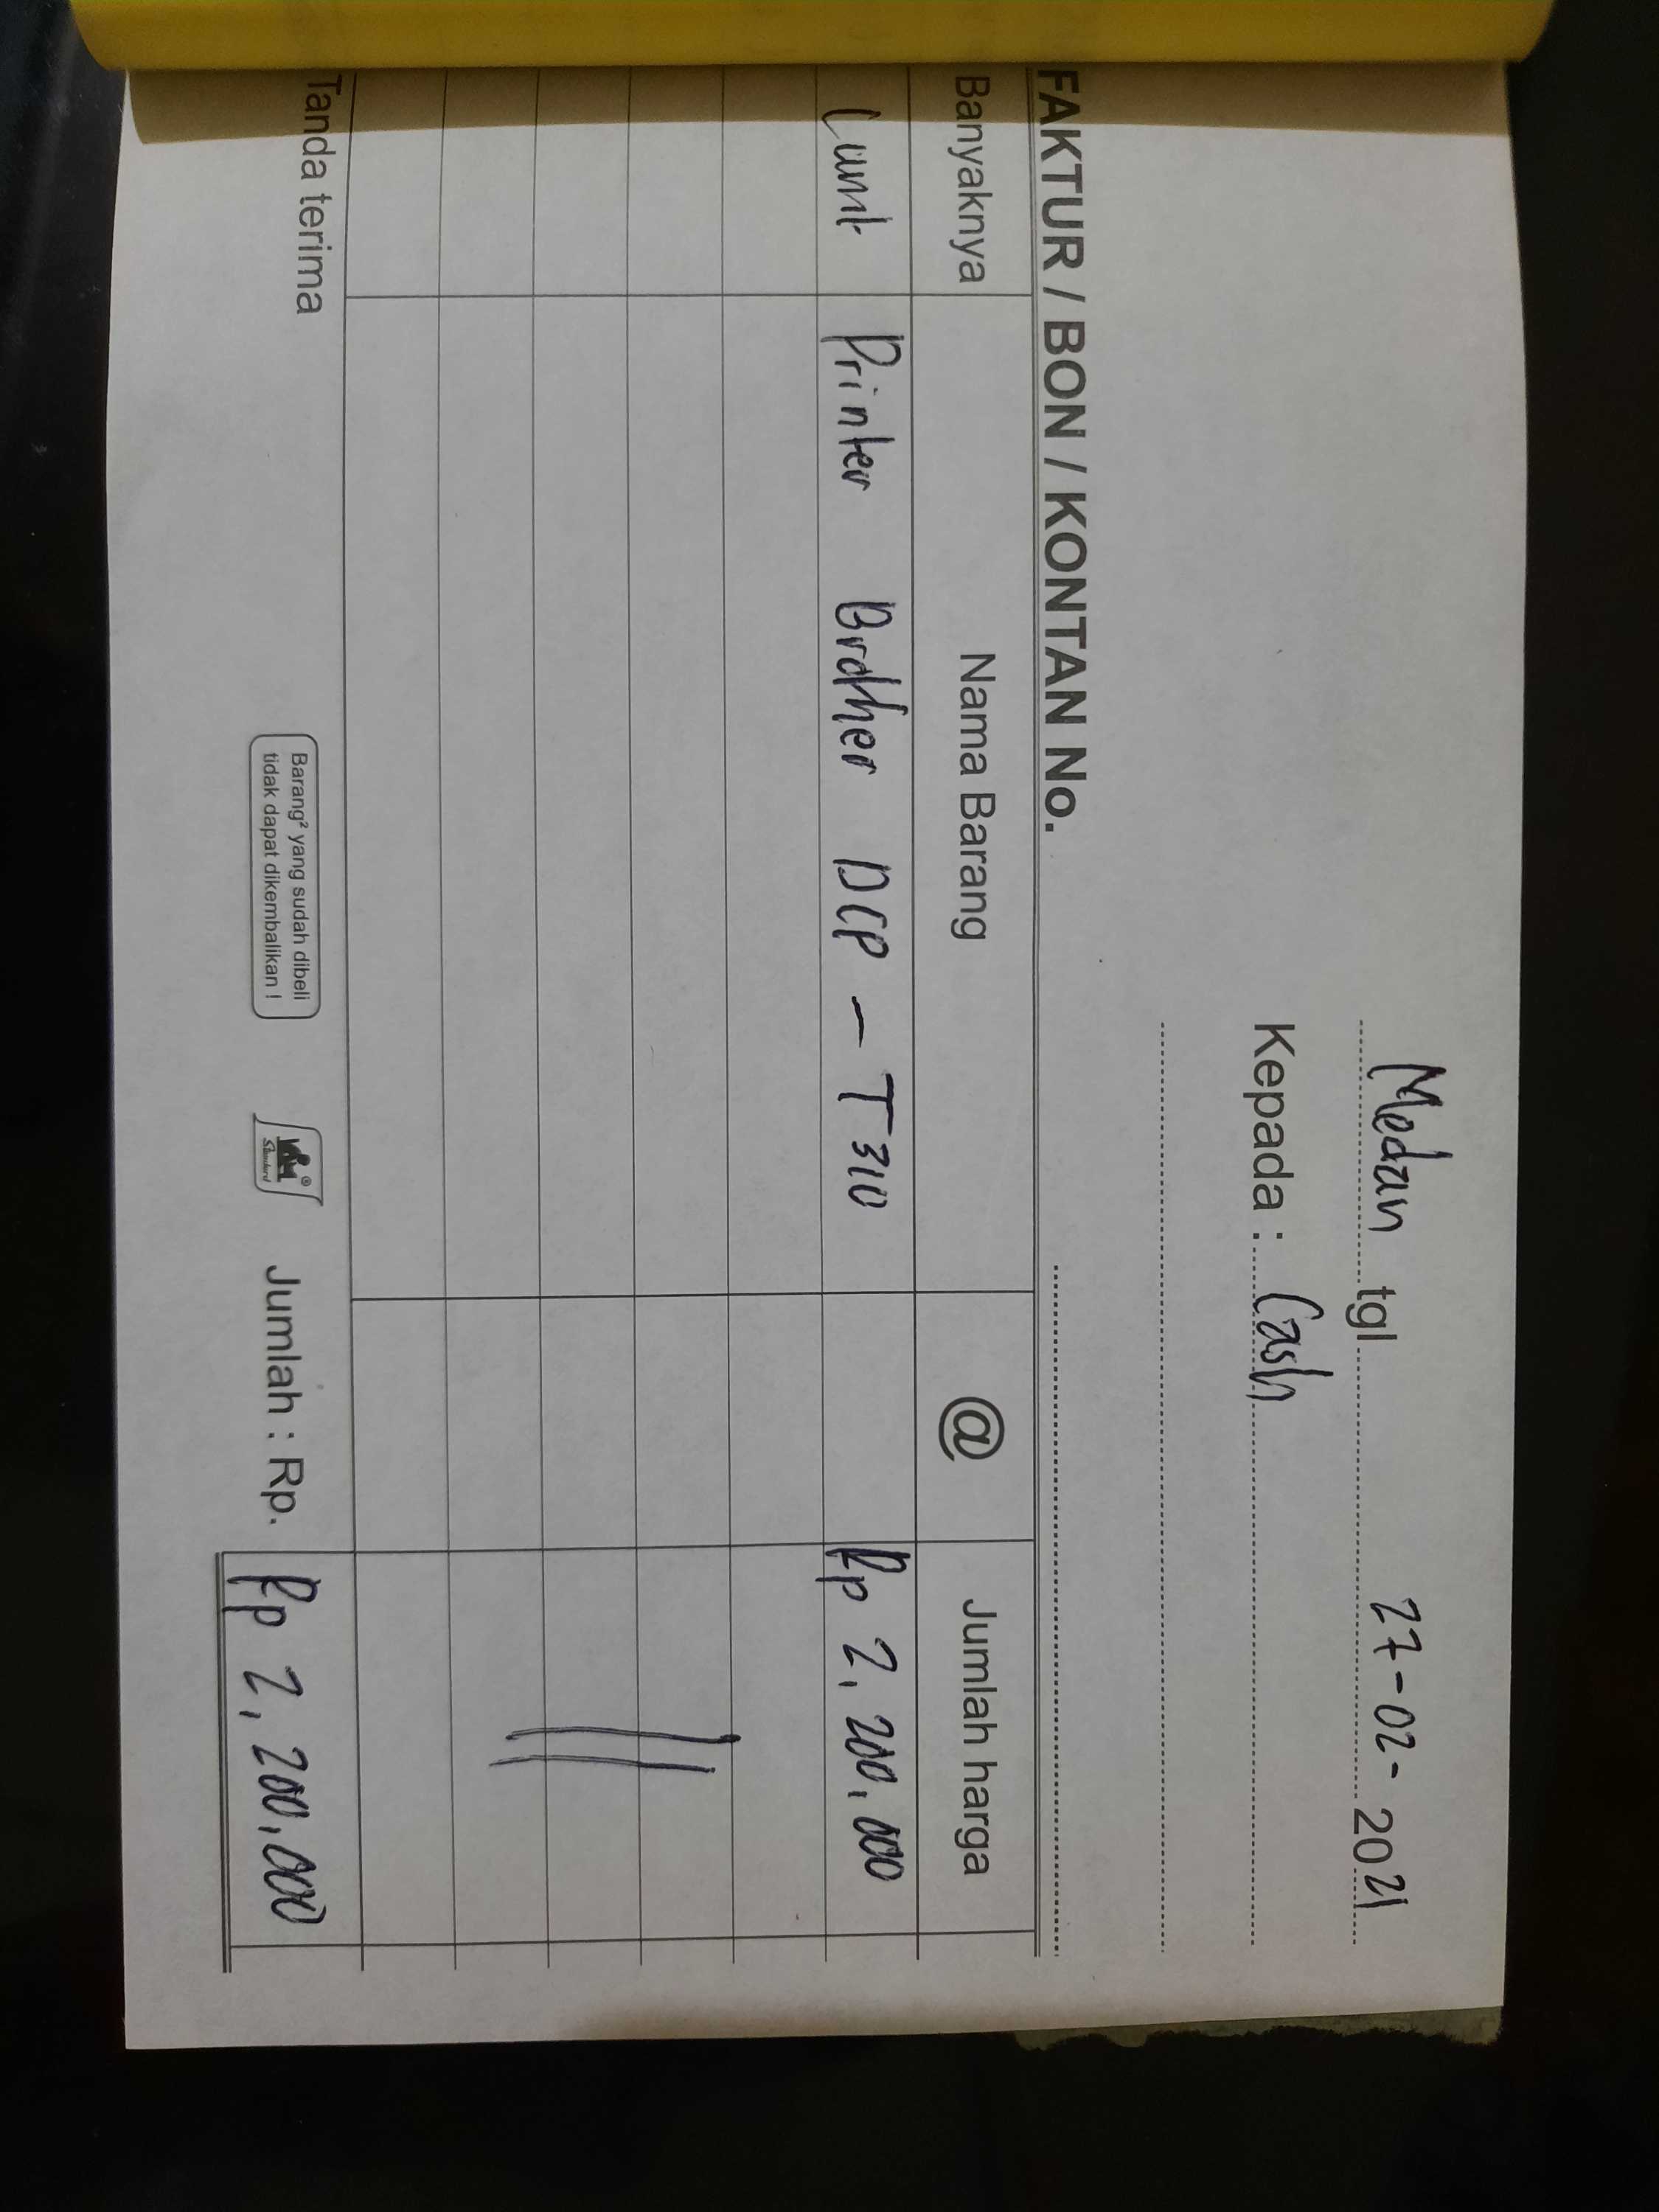 Medan tgl 27-02- 2021
Kepada : Cash
FAKTUR / BON / KONTAN No.
Banyaknya Nama Barang @ Jumlah harga
1 unit Printer Brother DCP - T310 Rp 2,200,000
Tanda terima
Barang² yang sudah dibeli
tidak dapat dikembalikan !
Jumlah : Rp. Rp 2,200,000